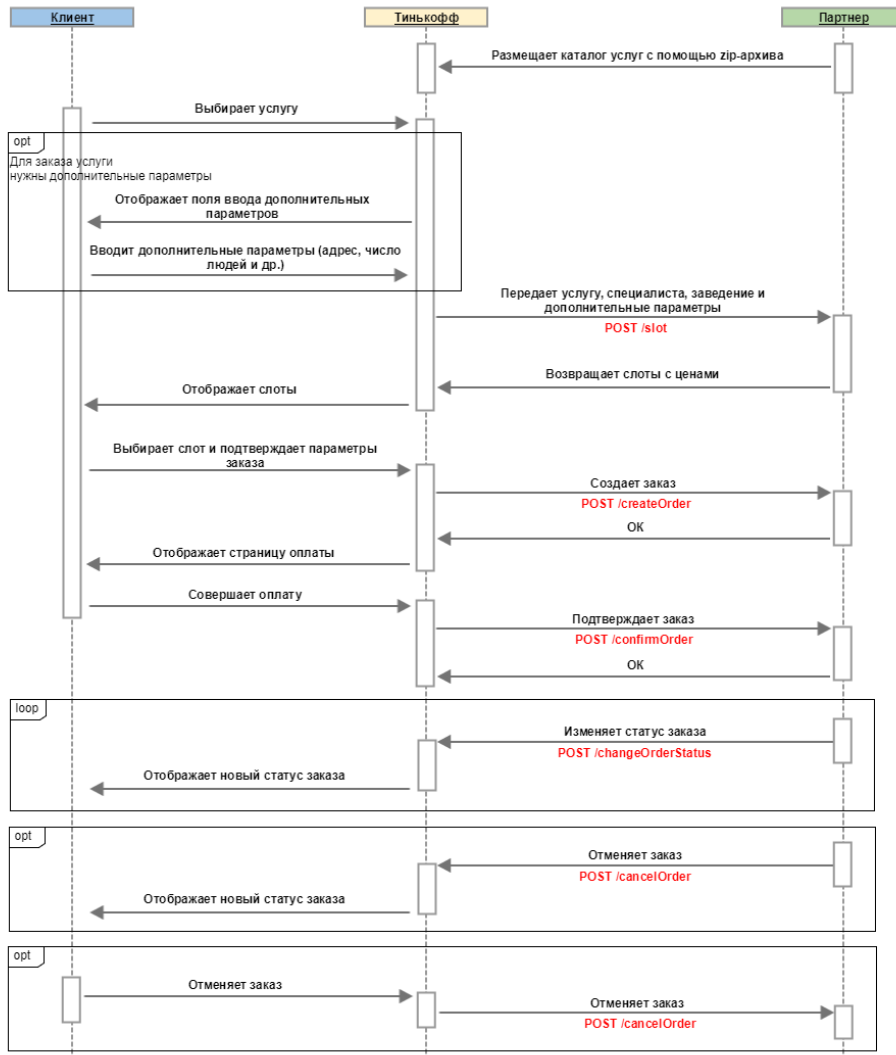 Клиент
Тинькофф
Партнер
Размещает каталог услуг с помощью zip-архива
Выбирает услугу
opt
Для заказа услуги
нужны дополнительные параметры
Отображает поля ввода дополнительных
параметров
Вводит дополнительные параметры (адрес, число
людей и др.)
Передает услугу, специалиста, заведение и
дополнительные параметры
POST /slot
Возвращает слоты с ценами
Отображает слоты
Выбирает слот и подтверждает параметры
заказа
Создает заказ
POST /createOrder
ОК
Отображает страницу оплаты
Совершает оплату
Подтверждает заказ
POST /confirmOrder
ОК
loop
Изменяет статус заказа
POST /changeOrderStatus
Отображает новый статус заказа
opt
Отменяет заказ
POST /cancelOrder
Отображает новый статус заказа
opt
Отменяет заказ
Отменяет заказ
POST /cancelOrder